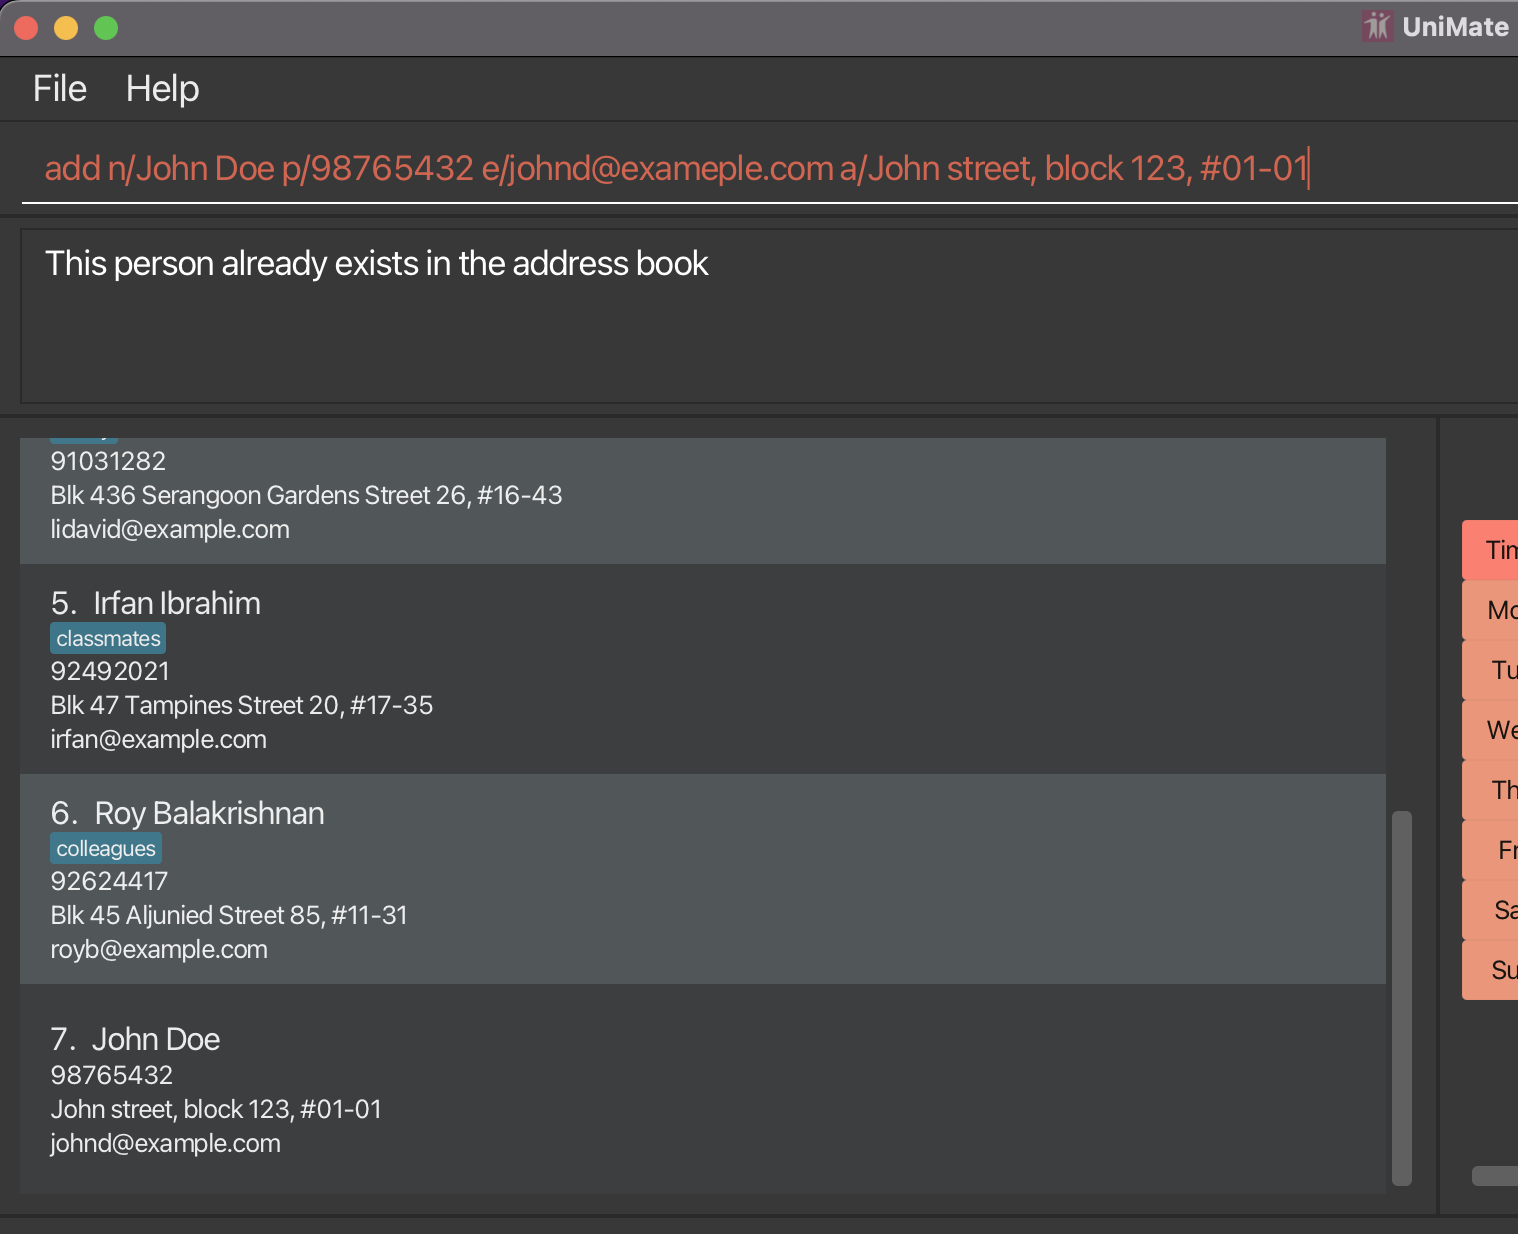 UniMate
File Help
add n/John Doe p/98765432 e/johnd@exameple.com a/John street, block 123, #01-01
This person already exists in the address book
91031282
Blk 436 Serangoon Gardens Street 26, #16-43
lidavid@example.com
5. Irfan Ibrahim
classmates
92492021
Blk 47 Tampines Street 20, #17-35
irfan@example.com
6. Roy Balakrishnan
colleagues
92624417
Blk 45 Aljunied Street 85, #11-31
royb@example.com
7. John Doe
98765432
John street, block 123, #01-01
johnd@example.com
Tim
Mo
Tu
We
Th
Fr
Sa
Su